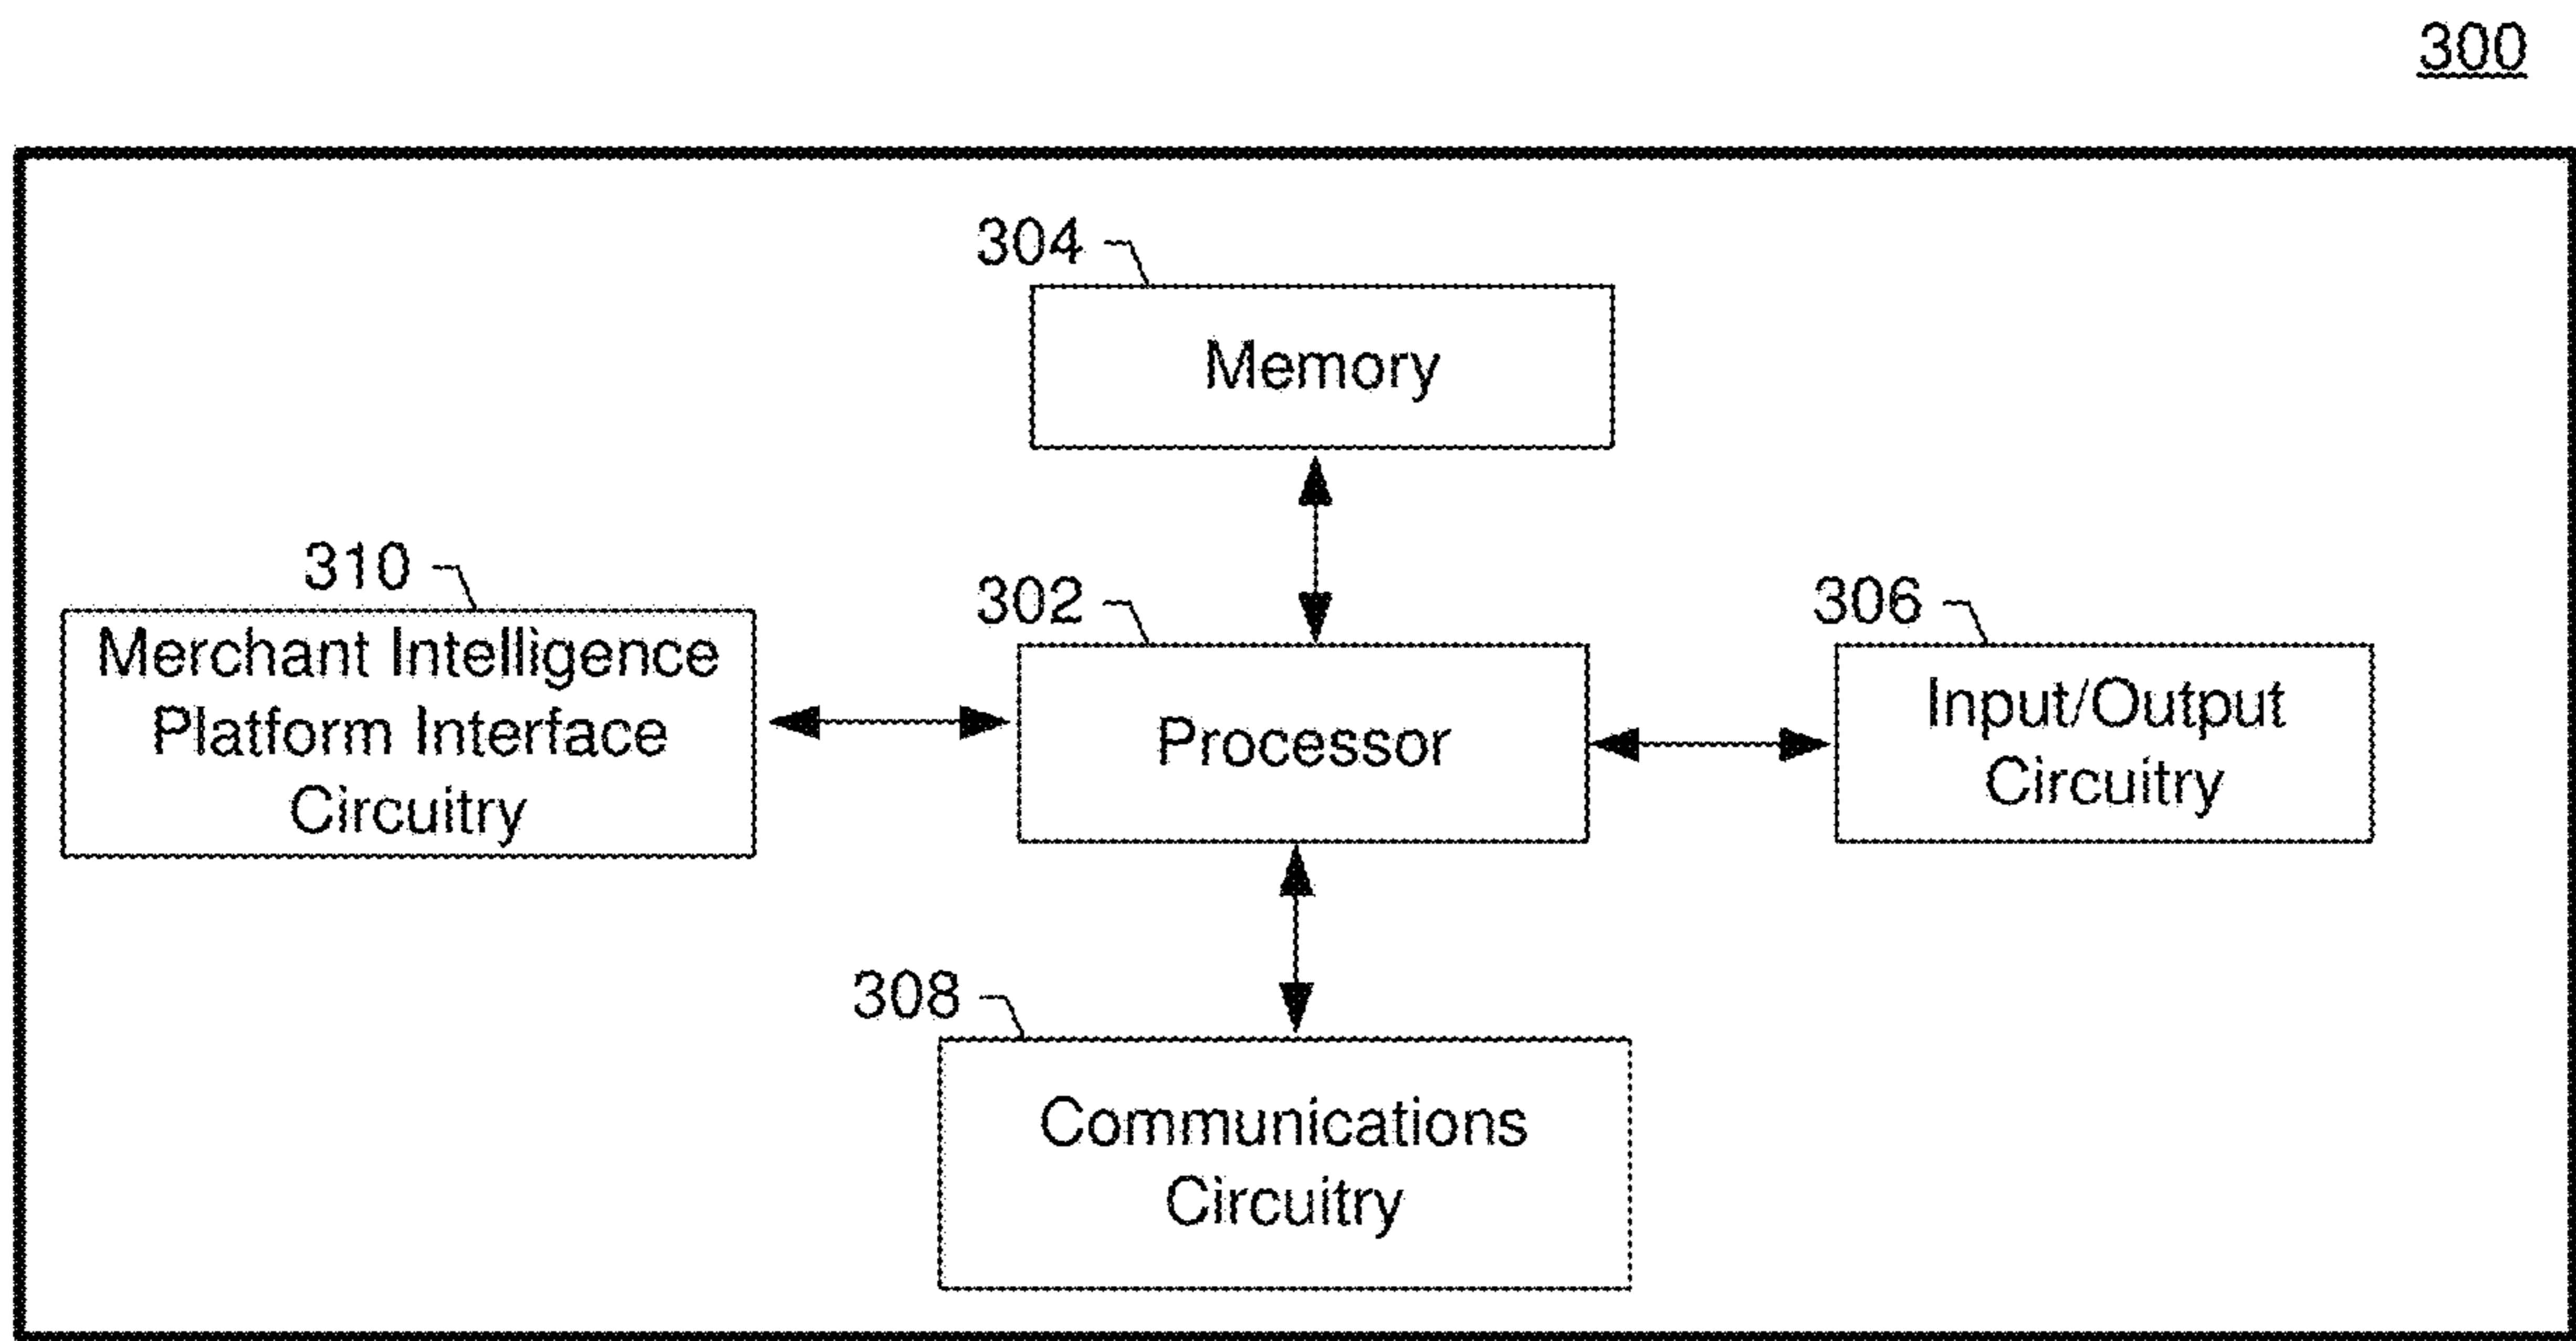 300
304
Memory
310
302
306
Merchant Intelligence
Platform Interface
Circuitry
Processor
Input/Output
Circuitry
308
Communications
Circuitry